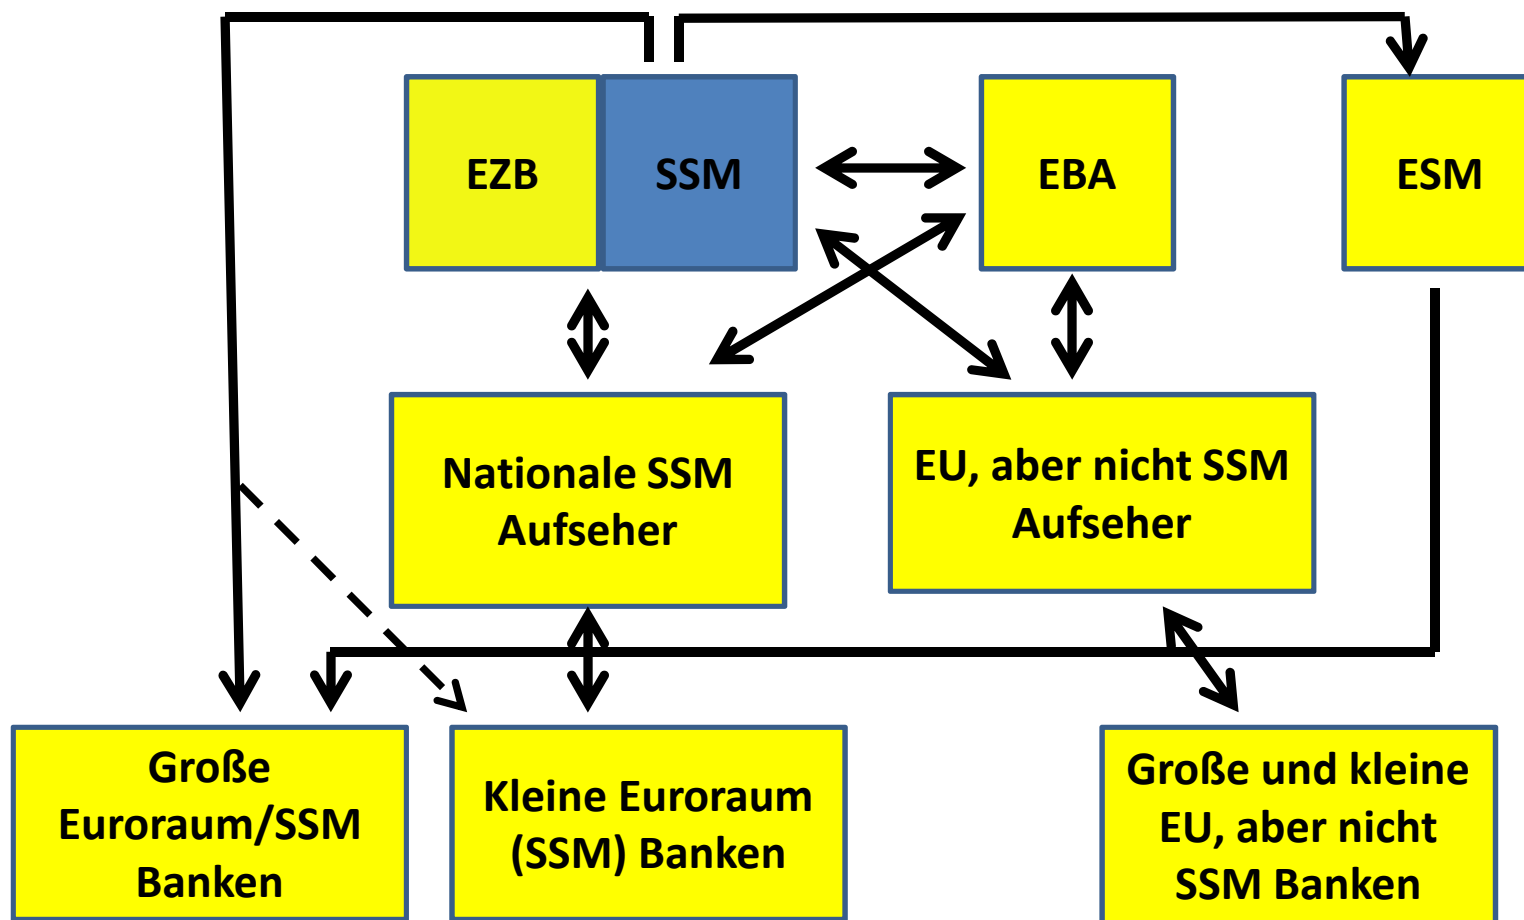 EZB
SSM
EBA
ESM
Nationale SSM
Aufseher
EU, aber nicht SSM
Aufseher
Große
Euroraum/SSM
Banken
Kleine Euroraum
(SSM) Banken
Große und kleine
EU, aber nicht
SSM Banken